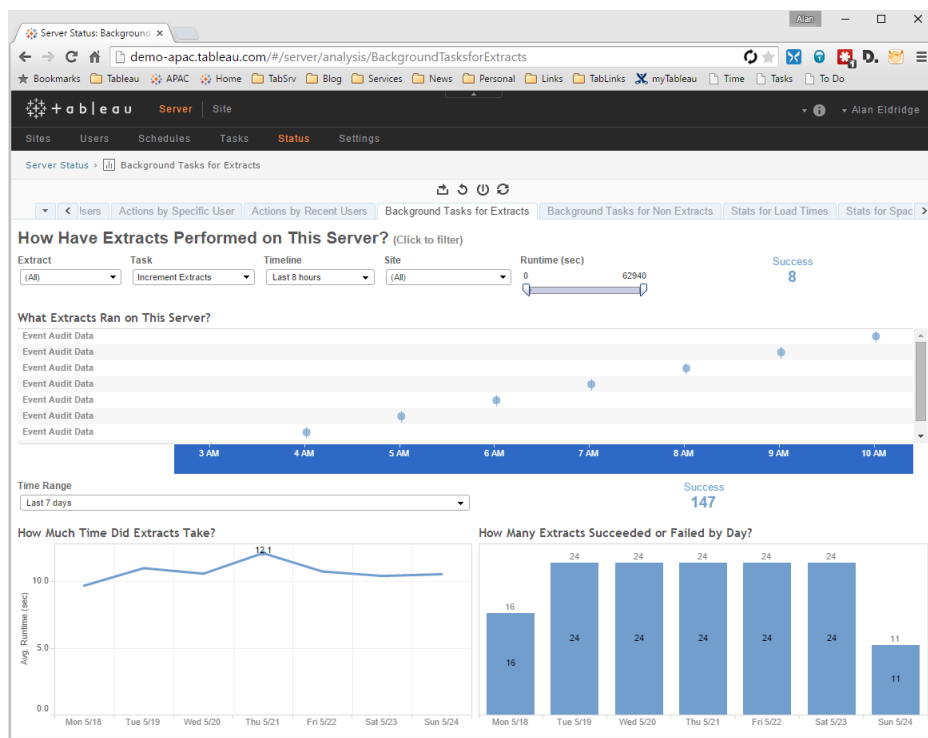 Alan
Server Status: Background
demo-apac.tableau.com/#/server/analysis/BackgroundTasksforExtracts
Bookmarks Tableau APAC Home TabSrv Blog Services News Personal Links TabLinks myTableau Time Tasks To Do
+ a b | e a u Server Site Alan Eldridge
Sites Users Schedules Tasks Status Settings
Server Status › Background Tasks for Extracts
Actions by Specific User Actions by Recent Users Background Tasks for Extracts Background Tasks for Non Extracts Stats for Load Times Stats for Spac
How Have Extracts Performed on This Server? (Click to filter)
Extract Task Timeline Site Runtime (sec) Success
(All) Increment Extracts Last 8 hours (All) 0 62940 8
What Extracts Ran on This Server?
Event Audit Data
Event Audit Data
Event Audit Data
Event Audit Data
Event Audit Data
Event Audit Data
Event Audit Data
3 AM 4 AM 5 AM 6 AM 7 AM 8 AM 9 AM 10 AM
Time Range Success
Last 7 days 147
How Much Time Did Extracts Take? How Many Extracts Succeeded or Failed by Day?
12.1 24 24 24 24 24
10.0
16
Avg. Runtime (sec)
5.0 24 24 24 24 24 11
16 11
0.0
Mon 5/18 Tue 5/19 Wed 5/20 Thu 5/21 Fri 5/22 Sat 5/23 Sun 5/24 Mon 5/18 Tue 5/19 Wed 5/20 Thu 5/21 Fri 5/22 Sat 5/23 Sun 5/24